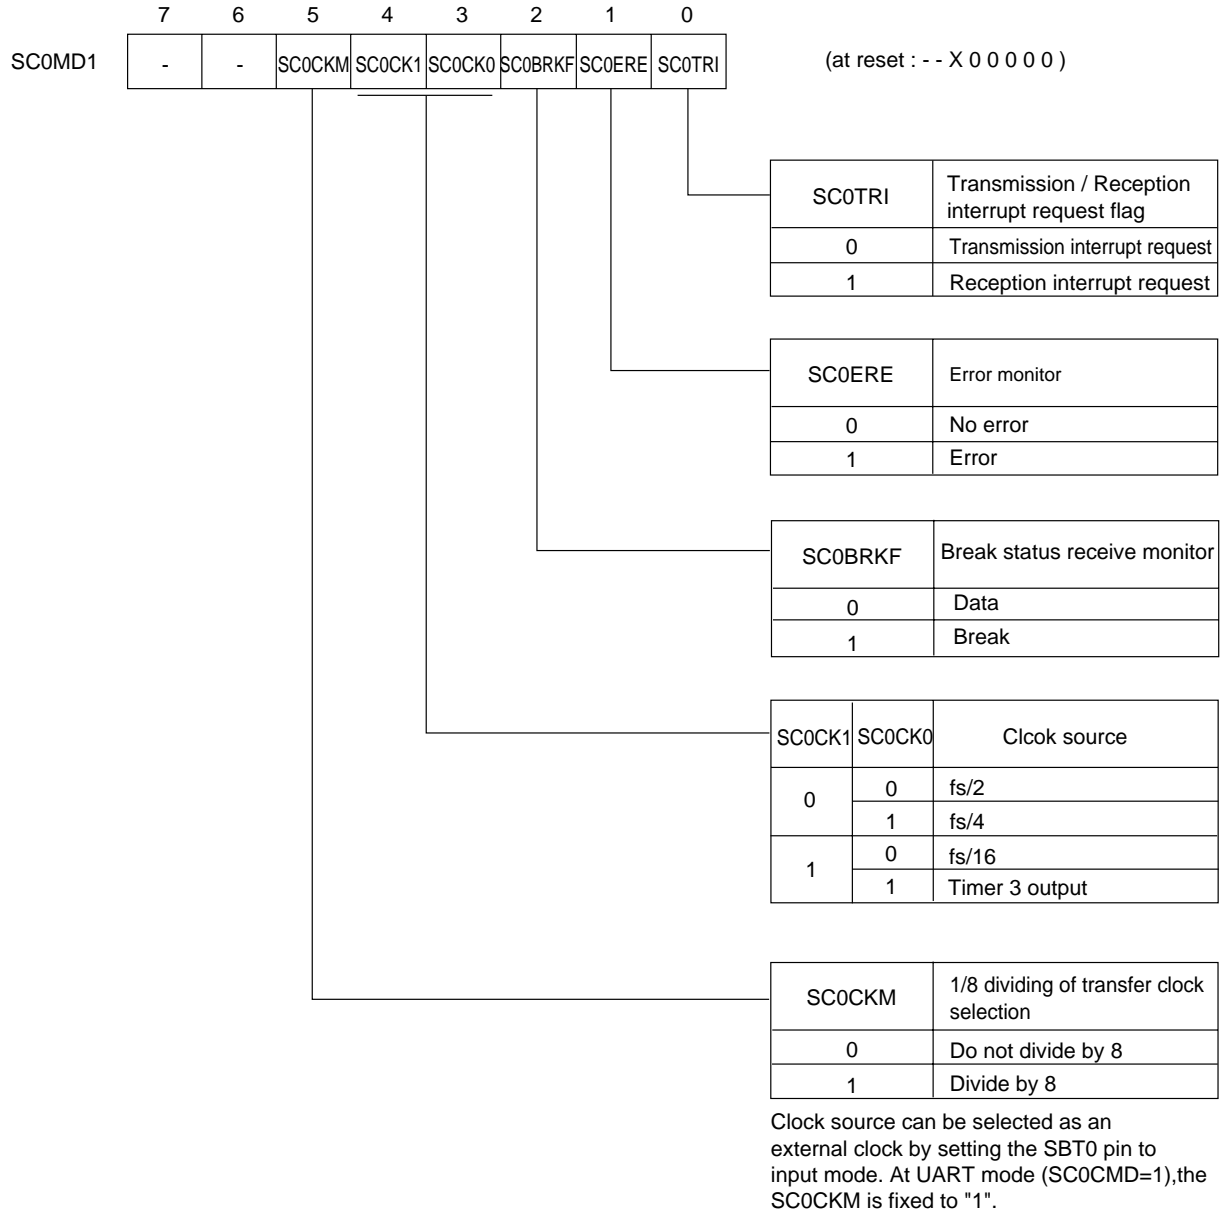 7 6 5 4 3 2 1 0
SC0MD1 - - SC0CKM SC0CK1 SC0CK0 SC0BRKF SC0ERE SC0TRI (at reset : - - X 0 0 0 0 0 )
SC0TRI Transmission / Reception
interrupt request flag
0 Transmission interrupt request
1 Reception interrupt request
SC0ERE Error monitor
0 No error
1 Error
SC0BRKF Break status receive monitor
0 Data
1 Break
SC0CK1 SC0CK0 Clcok source
0 0 fs/2
1 fs/4
1 0 fs/16
1 Timer 3 output
SC0CKM 1/8 dividing of transfer clock
selection
0 Do not divide by 8
1 Divide by 8
Clock source can be selected as an
external clock by setting the SBT0 pin to
input mode. At UART mode (SC0CMD=1),the
SC0CKM is fixed to "1".